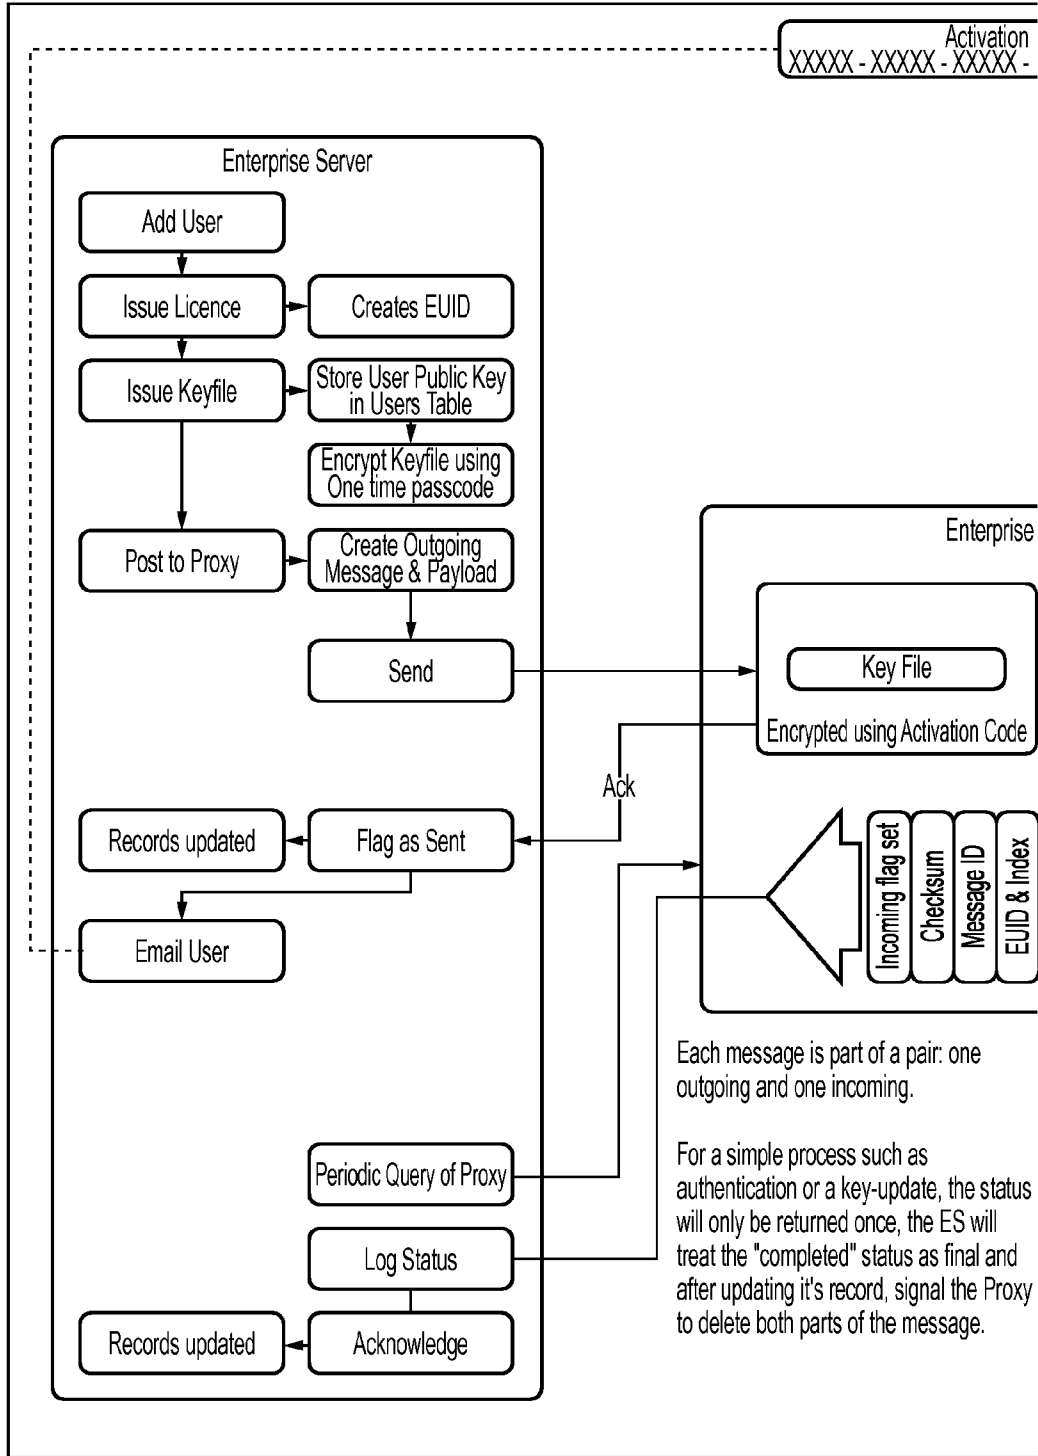 Activation
XXXXX - XXXXX - XXXXX -
Enterprise Server
Add User
Issue Licence
Creates EUID
Issue Keyfile
Store User Public Key
in Users Table
Encrypt Keyfile using
One time passcode
Post to Proxy
Create Outgoing
Message & Payload
Send
Enterprise
Key File
Encrypted using Activation Code
Ack
Records updated
Flag as Sent
Email User
Incoming flag set
Checksum
Message ID
EUID & Index
Each message is part of a pair: one
outgoing and one incoming.
For a simple process such as
authentication or a key-update, the status
will only be returned once, the ES will
treat the "completed" status as final and
after updating it's record, signal the Proxy
to delete both parts of the message.
Periodic Query of Proxy
Log Status
Records updated
Acknowledge